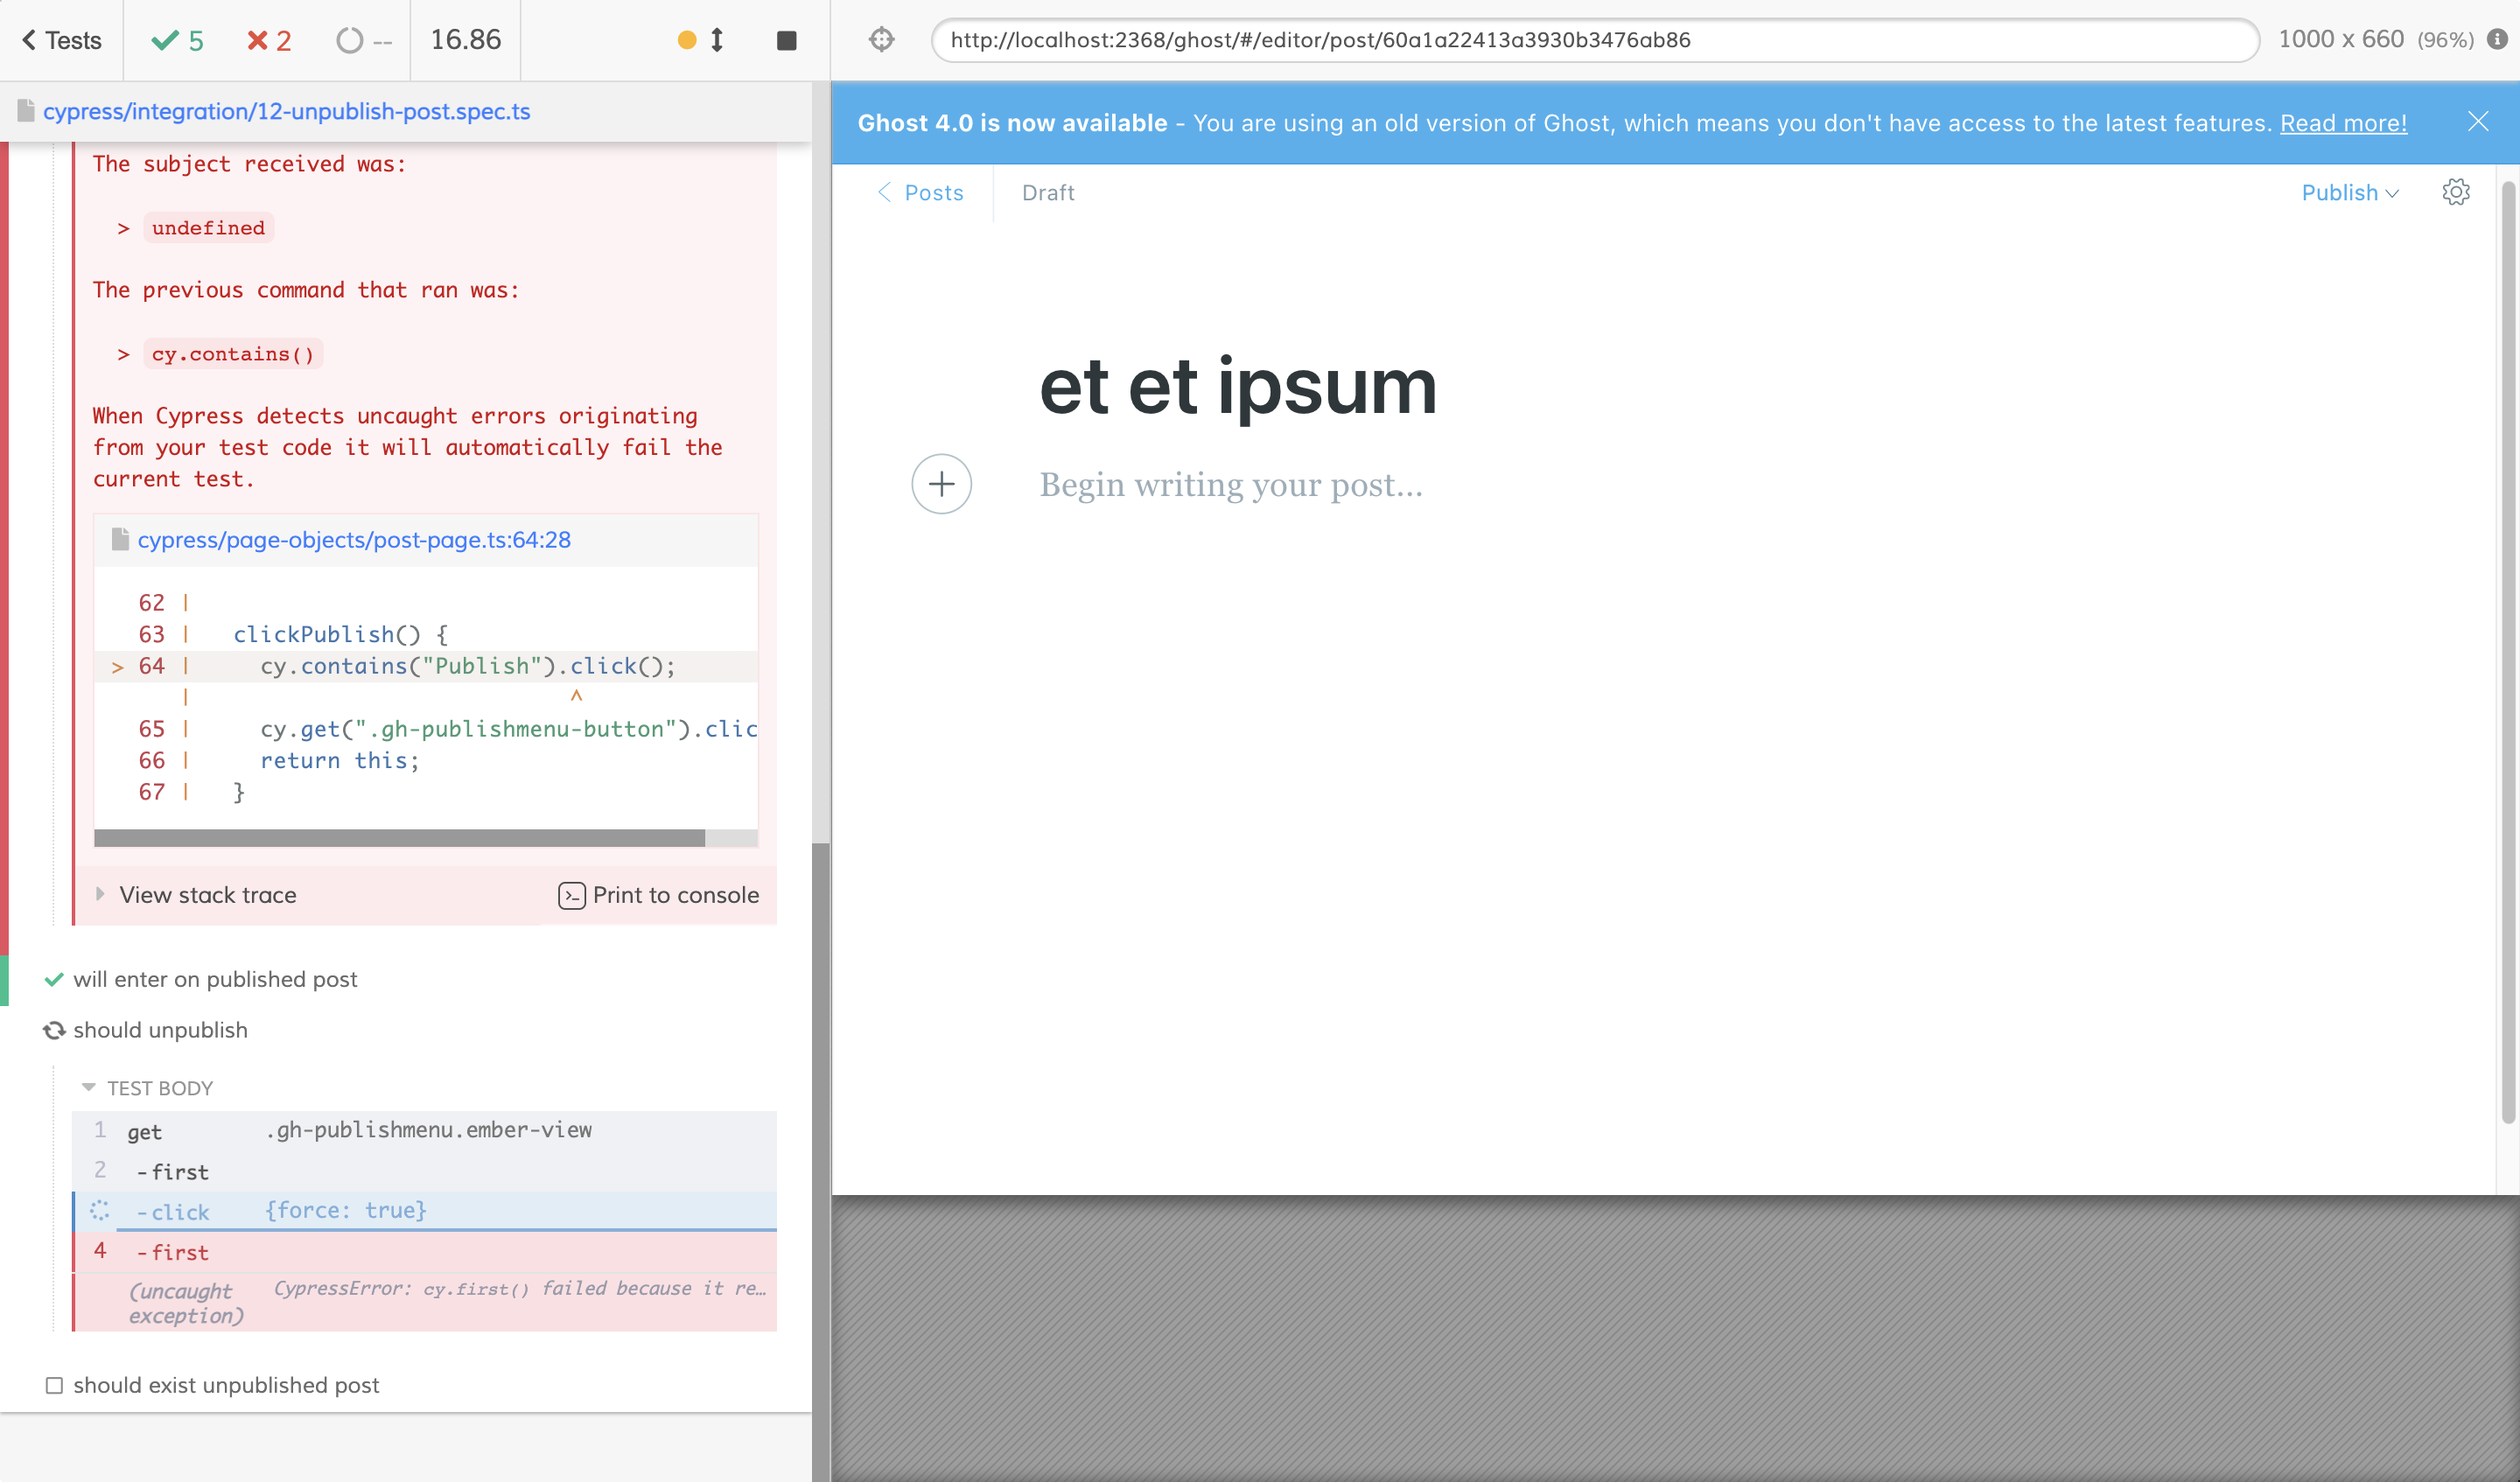 Tests
5
2
--
16.86
http://localhost:2368/ghost/#/editor/post/60a1a22413a3930b3476ab86
1000 x 660 (96%)
cypress/integration/12-unpublish-post.spec.ts
The subject received was:
> undefined
The previous command that ran was:
> cy.contains()
When Cypress detects uncaught errors originating
from your test code it will automatically fail the
current test.
cypress/page-objects/post-page.ts:64:28
62 |
63 | clickPublish() {
> 64 | cy.contains("Publish").click();
| ^
65 | cy.get(".gh-publishmenu-button").clic
66 | return this;
67 | }
View stack trace
Print to console
will enter on published post
should unpublish
TEST BODY
1 get .gh-publishmenu.ember-view
2 -first
-click {force: true}
4 -first
(uncaught CypressError: cy.first() failed because it re…
exception)
should exist unpublished post
Ghost 4.0 is now available - You are using an old version of Ghost, which means you don't have access to the latest features. Read more!
Posts
Draft
Publish
et et ipsum
Begin writing your post...